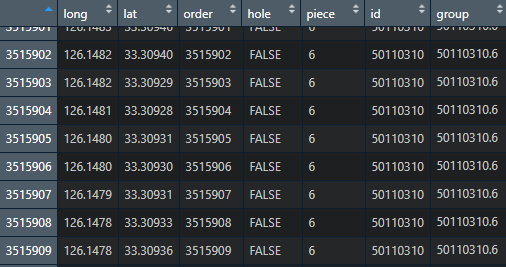 long lat order hole piece id group
3515901 126.1483 33.30940 3515901 FALSE 6 50110310 50110310.6
3515902 126.1482 33.30940 3515902 FALSE 6 50110310 50110310.6
3515903 126.1482 33.30929 3515903 FALSE 6 50110310 50110310.6
3515904 126.1481 33.30928 3515904 FALSE 6 50110310 50110310.6
3515905 126.1480 33.30931 3515905 FALSE 6 50110310 50110310.6
3515906 126.1480 33.30930 3515906 FALSE 6 50110310 50110310.6
3515907 126.1479 33.30931 3515907 FALSE 6 50110310 50110310.6
3515908 126.1478 33.30933 3515908 FALSE 6 50110310 50110310.6
3515909 126.1478 33.30936 3515909 FALSE 6 50110310 50110310.6